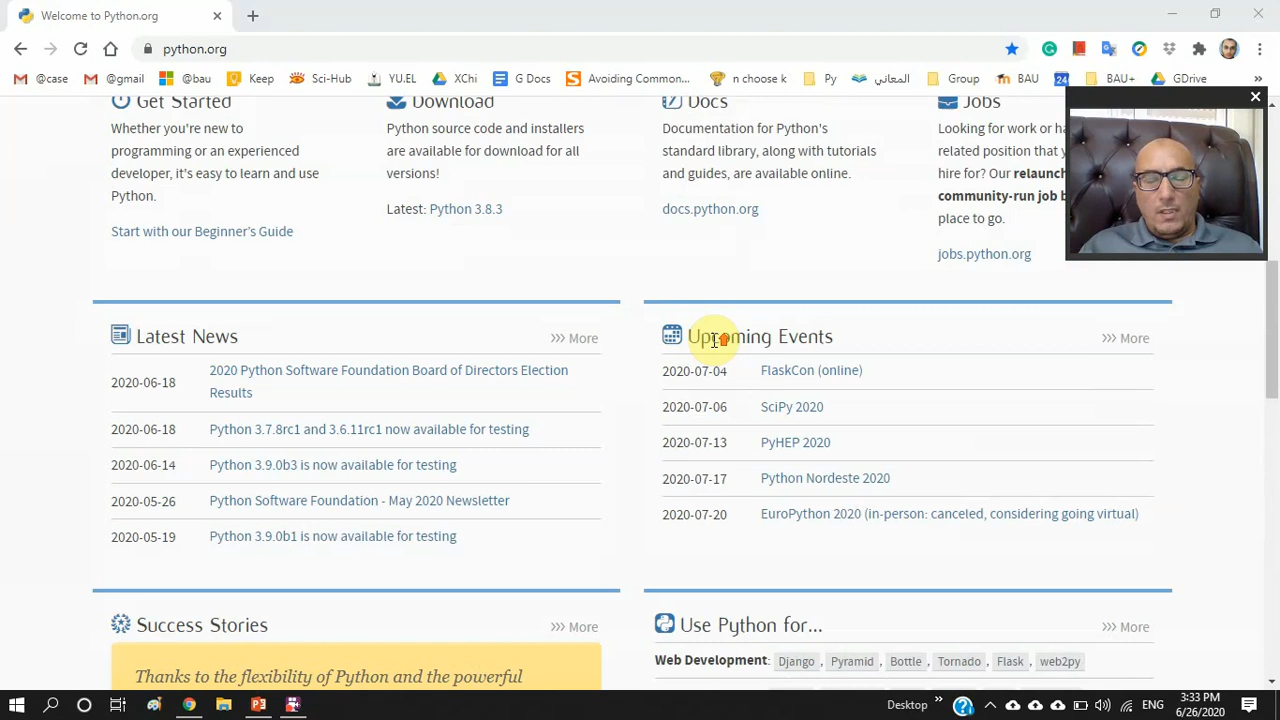 Welcome to Python.org
python.org
@case
@gmail
@bau
Keep
Sci-Hub
YU.EL
XChi
G Docs
Avoiding Common...
n choose k
Py
المعاني
Group
BAU
24
BAU+
GDrive
»
Get Started
Whether you're new to
programming or an experienced
developer, it's easy to learn and use
Python.
Start with our Beginner's Guide
Download
Python source code and installers
are available for download for all
versions!
Latest: Python 3.8.3
Docs
Documentation for Python's
standard library, along with tutorials
and guides, are available online.
docs.python.org
Jobs
Looking for work or ha
related position that y
hire for? Our relaunch
community-run job b
place to go.
jobs.python.org
Latest News
>>> More
2020-06-18 2020 Python Software Foundation Board of Directors Election
Results
2020-06-18 Python 3.7.8rc1 and 3.6.11rc1 now available for testing
2020-06-14 Python 3.9.0b3 is now available for testing
2020-05-26 Python Software Foundation - May 2020 Newsletter
2020-05-19 Python 3.9.0b1 is now available for testing
Upcoming Events
>>> More
2020-07-04 FlaskCon (online)
2020-07-06 SciPy 2020
2020-07-13 PyHEP 2020
2020-07-17 Python Nordeste 2020
2020-07-20 EuroPython 2020 (in-person: canceled, considering going virtual)
Success Stories
>>> More
Thanks to the flexibility of Python and the powerful
Use Python for...
>>> More
Web Development: Django, Pyramid, Bottle, Tornado, Flask, web2py
Desktop »
ENG
3:33 PM
6/26/2020